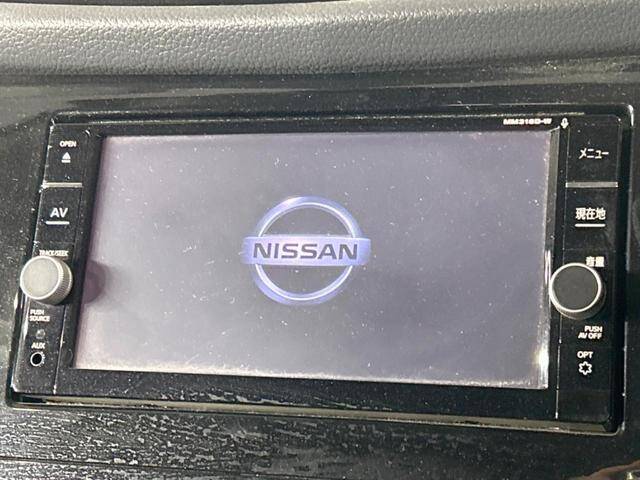 MM318D-W
OPEN
AV
TRACK/SEEK
PUSH
SOURCE
AUX
NISSAN
メニュー
現在地
音量
PUSH
AV OFF
OPT